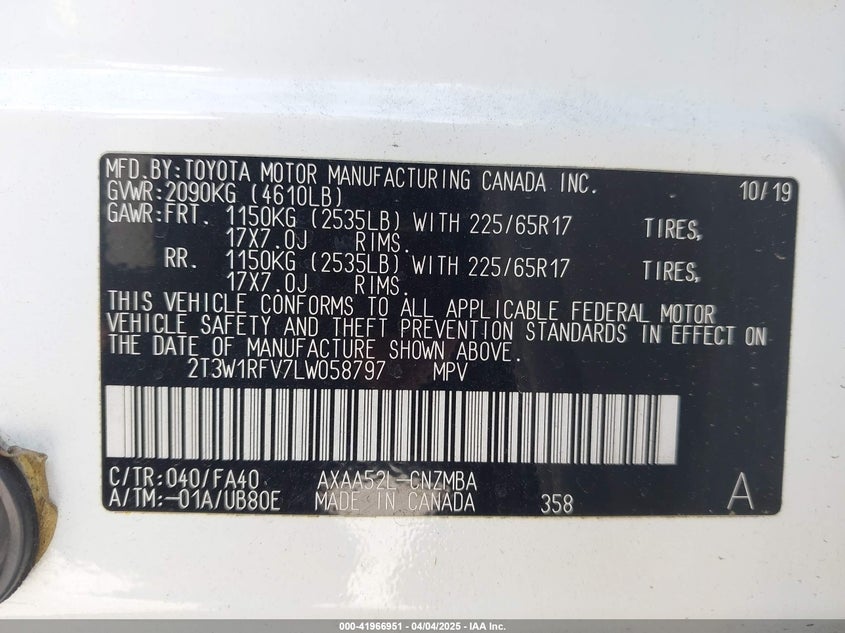 MFD.BY:TOYOTA MOTOR MANUFACTURING CANADA INC. 10/19
GVWR:2090KG (4610LB)
GAWR:FRT. 1150KG (2535LB) WITH 225/65R17 TIRES,
17X7.0J RIMS.
RR. 1150KG (2535LB) WITH 225/65R17 TIRES,
17X7.0J RIMS.
THIS VEHICLE CONFORMS TO ALL APPLICABLE FEDERAL MOTOR
VEHICLE SAFETY AND THEFT PREVENTION STANDARDS IN EFFECT ON
THE DATE OF MANUFACTURE SHOWN ABOVE.
2T3W1RFV7LW058797 MPV
C/TR:040/FA40 AXAA52L-CNZMBA
A/TM:-01A/UB80E MADE IN CANADA 358 A
000-41966951 - 04/04/2025 - IAA Inc.